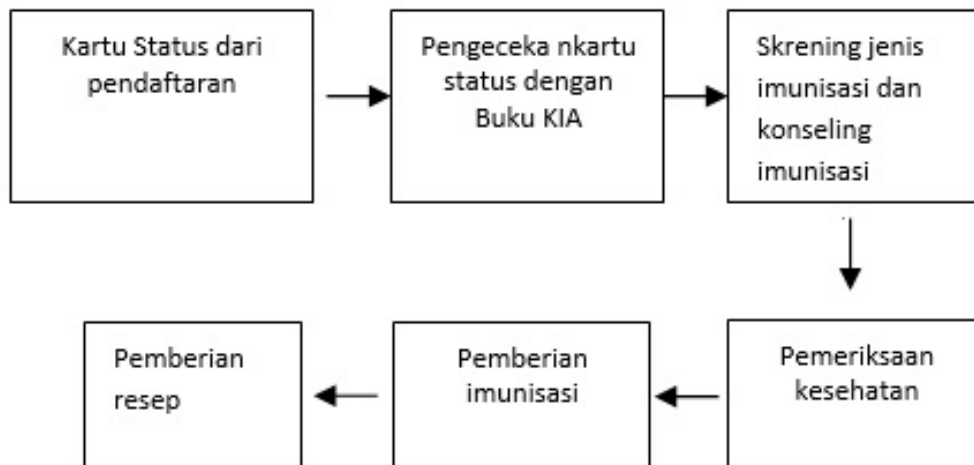 Kartu Status dari
pendaftaran
Pengeceka nkartu
status dengan
Buku KIA
Skrening jenis
imunisasi dan
konseling
imunisasi
Pemeriksaan
kesehatan
Pemberian
imunisasi
Pemberian
resep